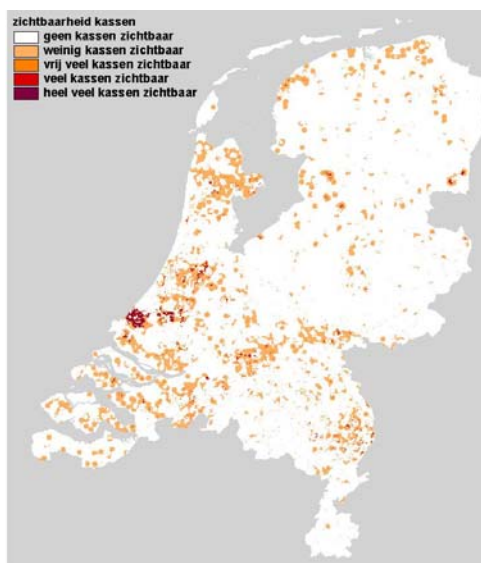 zichtbaarheid kassen
geen kassen zichtbaar
weinig kassen zichtbaar
vrij veel kassen zichtbaar
veel kassen zichtbaar
heel veel kassen zichtbaar